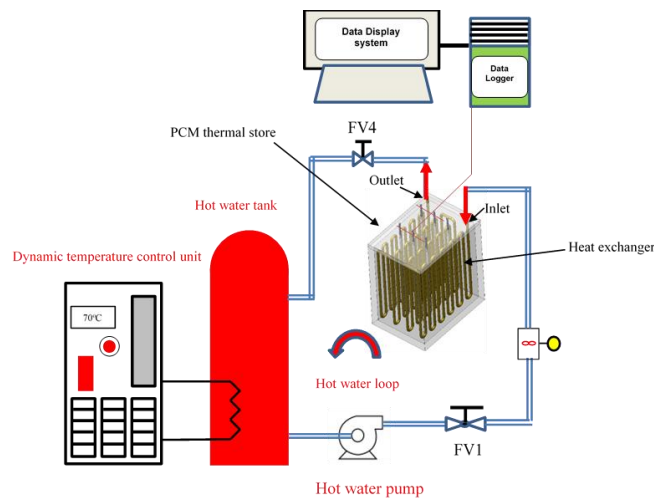 Data Display
system
Data
Logger
FV4
PCM thermal store
Outlet
Hot water tank
Inlet
Heat exchanger
Dynamic temperature control unit
70ºC
Hot water loop
FV1
Hot water pump